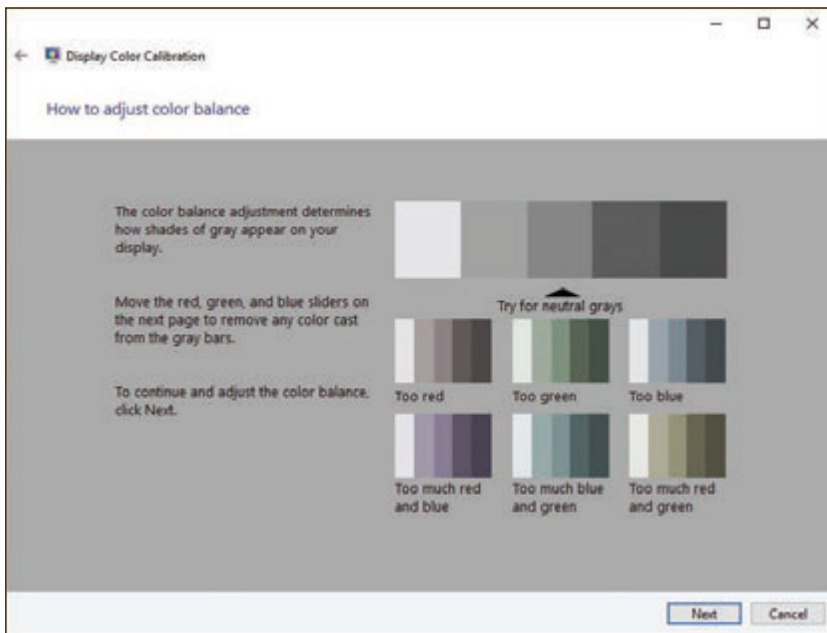 Display Color Calibration
How to adjust color balance
The color balance adjustment determines
how shades of gray appear on your
display.
Move the red, green, and blue sliders on
the next page to remove any color cast
from the gray bars.
To continue and adjust the color balance,
click Next.
Try for neutral grays
Too red
Too green
Too blue
Too much red
and blue
Too much blue
and green
Too much red
and green
Next
Cancel